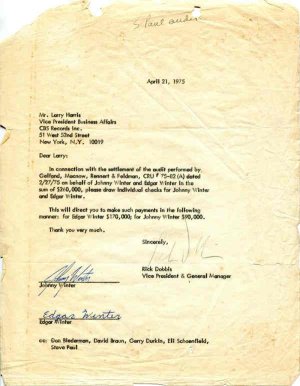 S. Paul
April 21, 1975
Mr. Larry Harris
Vice President Business Affairs
CBS Records Inc.
51 West 52nd Street
New York, N.Y. 10019
Dear Larry:
In connection with the settlement of the audit performed by
Gelfand, Macnow, Rennert & Feldman, CRU # 75-02 (A) dated
2/27/75 on behalf of Johnny Winter and Edgar Winter in the
sum of $260,000, please draw individual checks for Johnny Winter
and Edgar Winter.
This will direct you to make such payments in the following
manner: for Edgar Winter $170,000; for Johnny Winter $90,000.
Thank you very much.
Sincerely,
Rick Dobbis
Vice President & General Manager
Johnny Winter
Johnny Winter
Edgar Winter
Edgar Winter
cc: Don Biederman, David Braun, Gerry Durkin, Eli Schoenfield,
Steve Paul